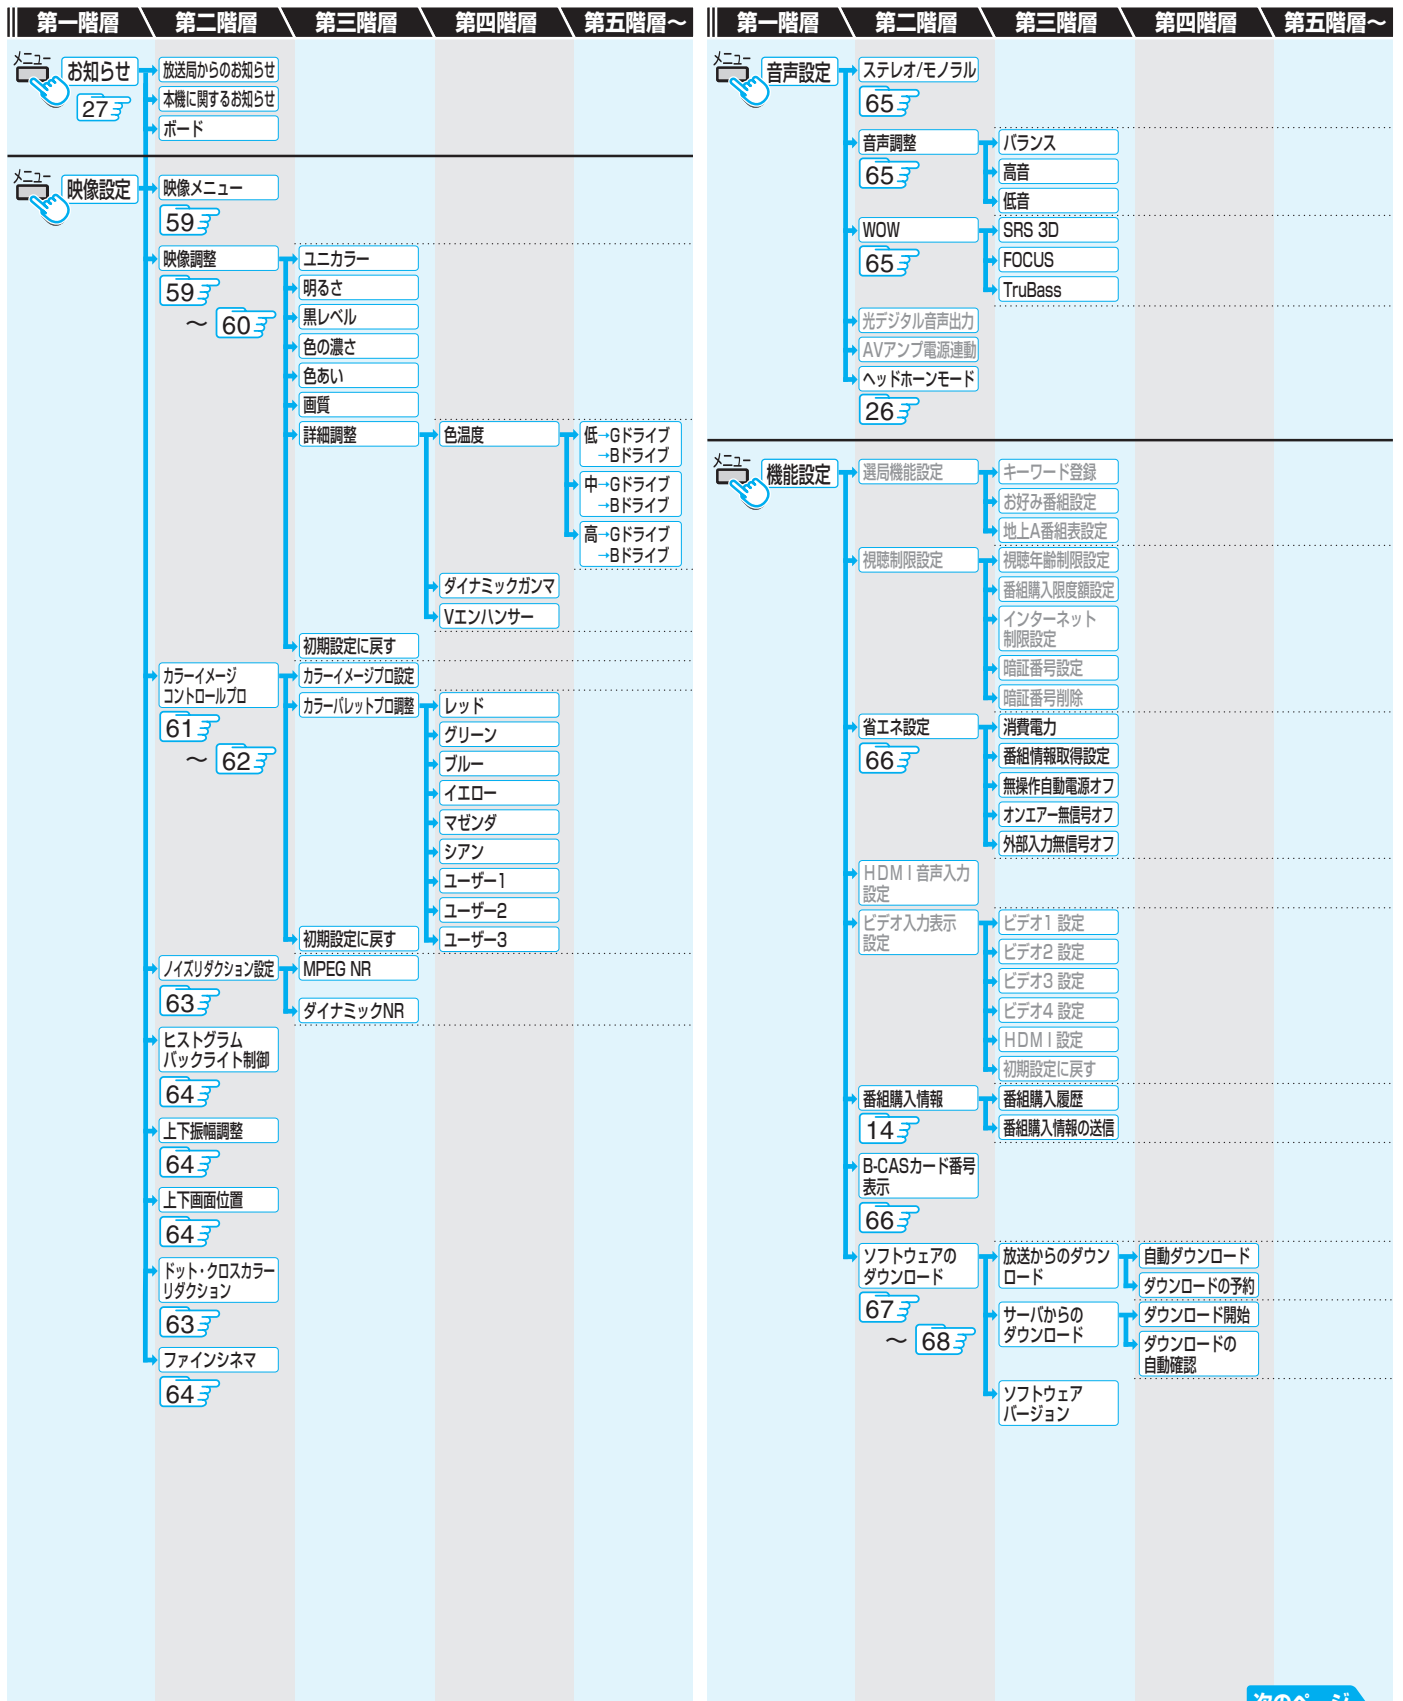 第一階層 第二階層 第三階層 第四階層 第五階層～
メニュー
お知らせ
27
放送局からのお知らせ
本機に関するお知らせ
ボード
メニュー
映像設定
映像メニュー
59
映像調整
59
～ 60
ユニカラー
明るさ
黒レベル
色の濃さ
色あい
画質
詳細調整
色温度
低→Gドライブ
→Bドライブ
中→Gドライブ
→Bドライブ
高→Gドライブ
→Bドライブ
ダイナミックガンマ
Vエンハンサー
初期設定に戻す
カラーイメージ
コントロールプロ
61
～ 62
カラーイメージプロ設定
カラーパレットプロ調整
レッド
グリーン
ブルー
イエロー
マゼンダ
シアン
ユーザー1
ユーザー2
ユーザー3
初期設定に戻す
ノイズリダクション設定
63
MPEG NR
ダイナミックNR
ヒストグラム
バックライト制御
64
上下振幅調整
64
上下画面位置
64
ドット・クロスカラー
リダクション
63
ファインシネマ
64
第一階層 第二階層 第三階層 第四階層 第五階層～
メニュー
音声設定
ステレオ/モノラル
65
音声調整
65
バランス
高音
低音
WOW
65
SRS 3D
FOCUS
TruBass
光デジタル音声出力
AVアンプ電源連動
ヘッドホーンモード
26
メニュー
機能設定
選局機能設定
キーワード登録
お好み番組設定
地上A番組表設定
視聴制限設定
視聴年齢制限設定
番組購入限度額設定
インターネット
制限設定
暗証番号設定
暗証番号削除
省エネ設定
66
消費電力
番組情報取得設定
無操作自動電源オフ
オンエアー無信号オフ
外部入力無信号オフ
HDMI音声入力
設定
ビデオ入力表示
設定
ビデオ1 設定
ビデオ2 設定
ビデオ3 設定
ビデオ4 設定
HDMI設定
初期設定に戻す
番組購入情報
14
番組購入履歴
番組購入情報の送信
B-CASカード番号
表示
66
ソフトウェアの
ダウンロード
67
～ 68
放送からのダウン
ロード
自動ダウンロード
ダウンロードの予約
サーバからの
ダウンロード
ダウンロード開始
ダウンロードの
自動確認
ソフトウェア
バージョン
次のページ